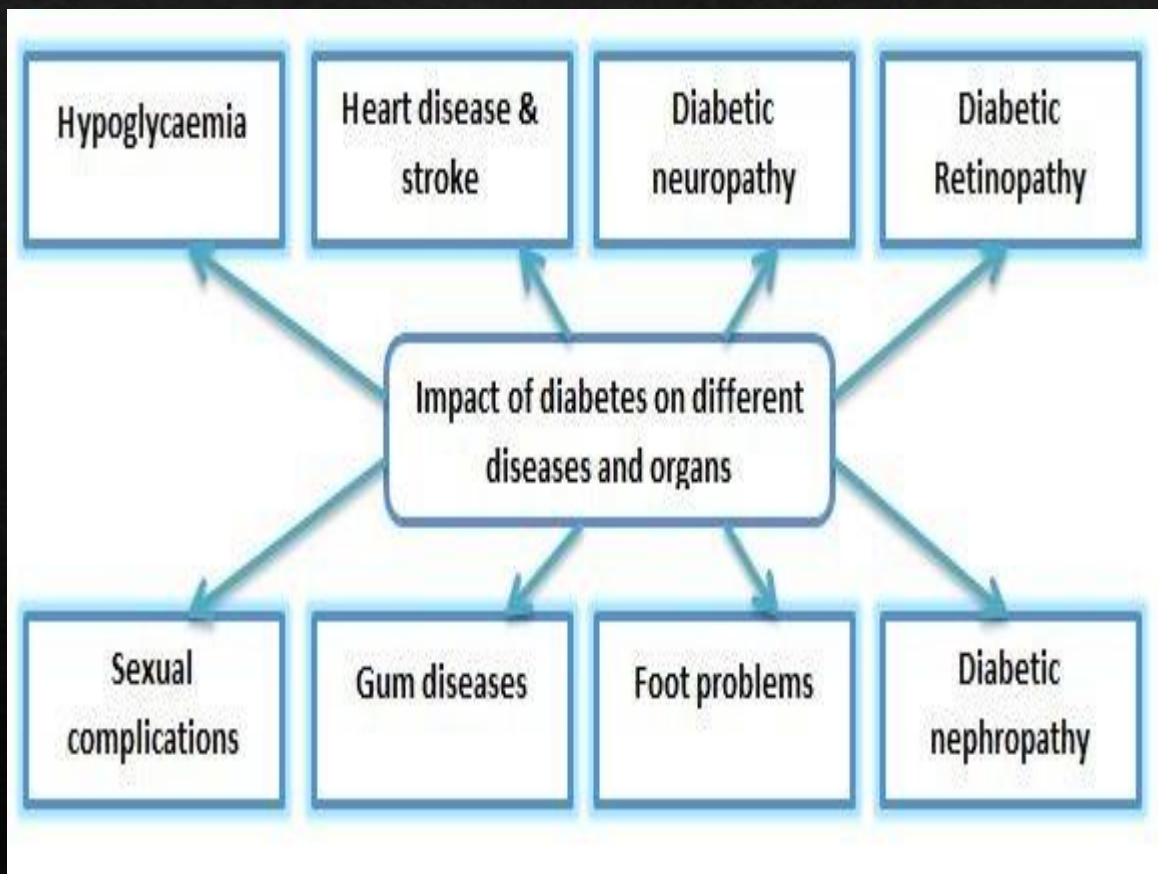 Hypoglycaemia
Heart disease &
stroke
Diabetic
neuropathy
Diabetic
Retinopathy
Impact of diabetes on different
diseases and organs
Sexual
complications
Gum diseases
Foot problems
Diabetic
nephropathy